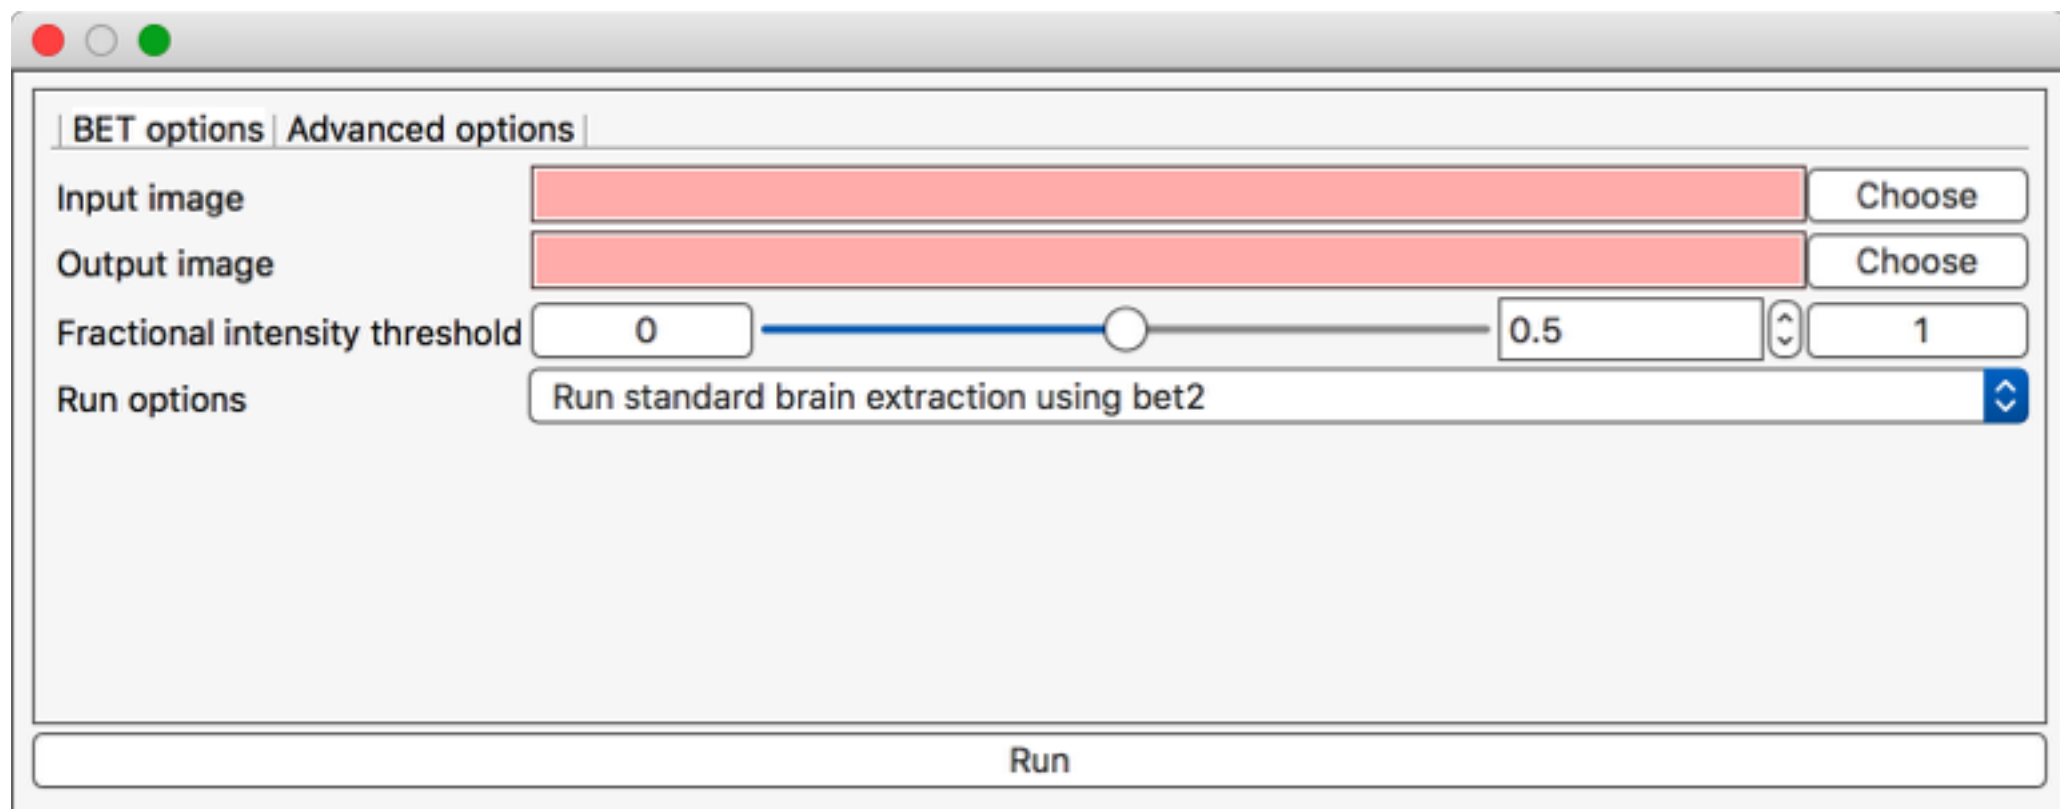 BET options Advanced options
Input image Choose
Output image Choose
Fractional intensity threshold 0 0.5 1
Run options Run standard brain extraction using bet2
Run